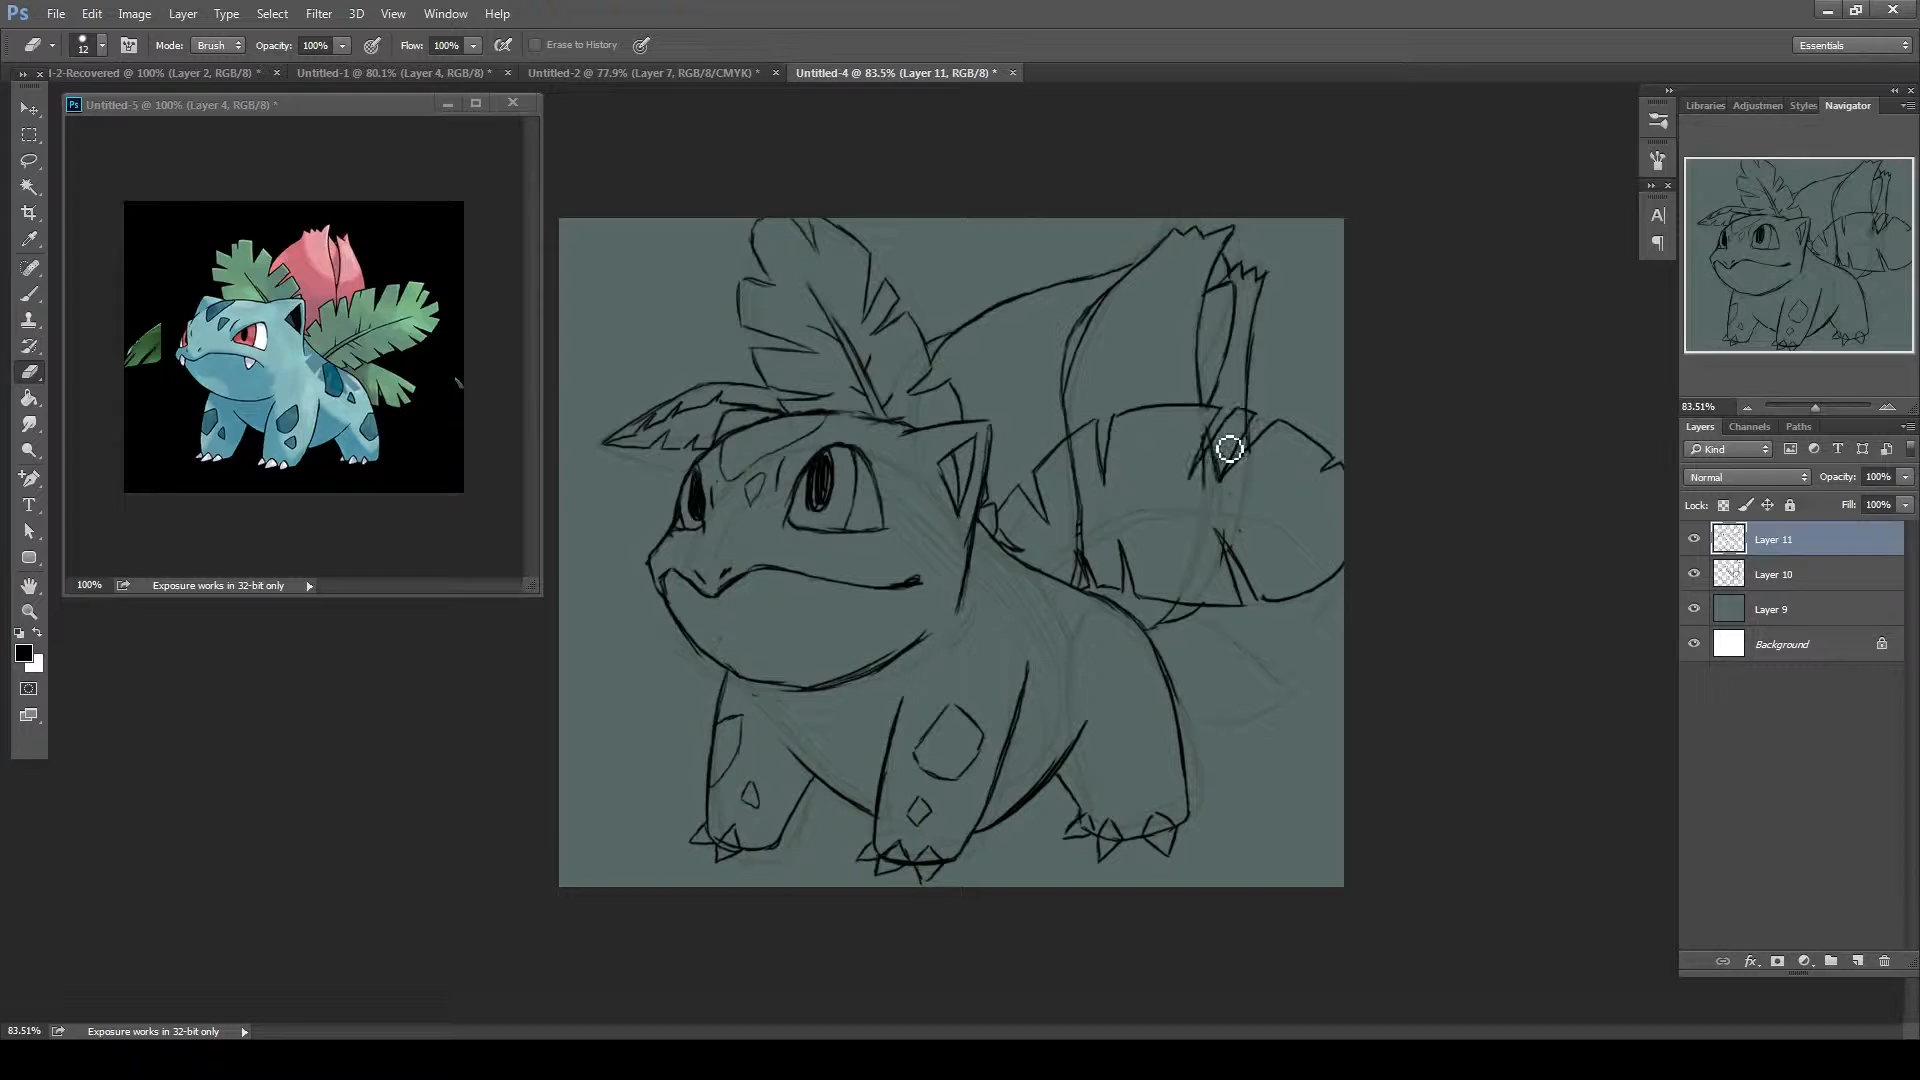 Ps File Edit Image Layer Type Select Filter 3D View Window Help
12 Mode: Brush Opacity: 100% Flow: 100% Erase to History Essentials
l-2-Recovered @ 100% (Layer 2, RGB/8) * Untitled-1 @ 80.1% (Layer 4, RGB/8) * Untitled-2 @ 77.9% (Layer 7, RGB/8/CMYK) * Untitled-4 @ 83.5% (Layer 11, RGB/8) *
Ps Untitled-5 @ 100% (Layer 4, RGB/8) *
Libraries Adjustmen Styles Navigator
83.51%
Layers Channels Paths
Kind
Normal Opacity: 100%
Lock: Fill: 100%
Layer 11
Layer 10
Layer 9
Background
100% Exposure works in 32-bit only
83.51% Exposure works in 32-bit only